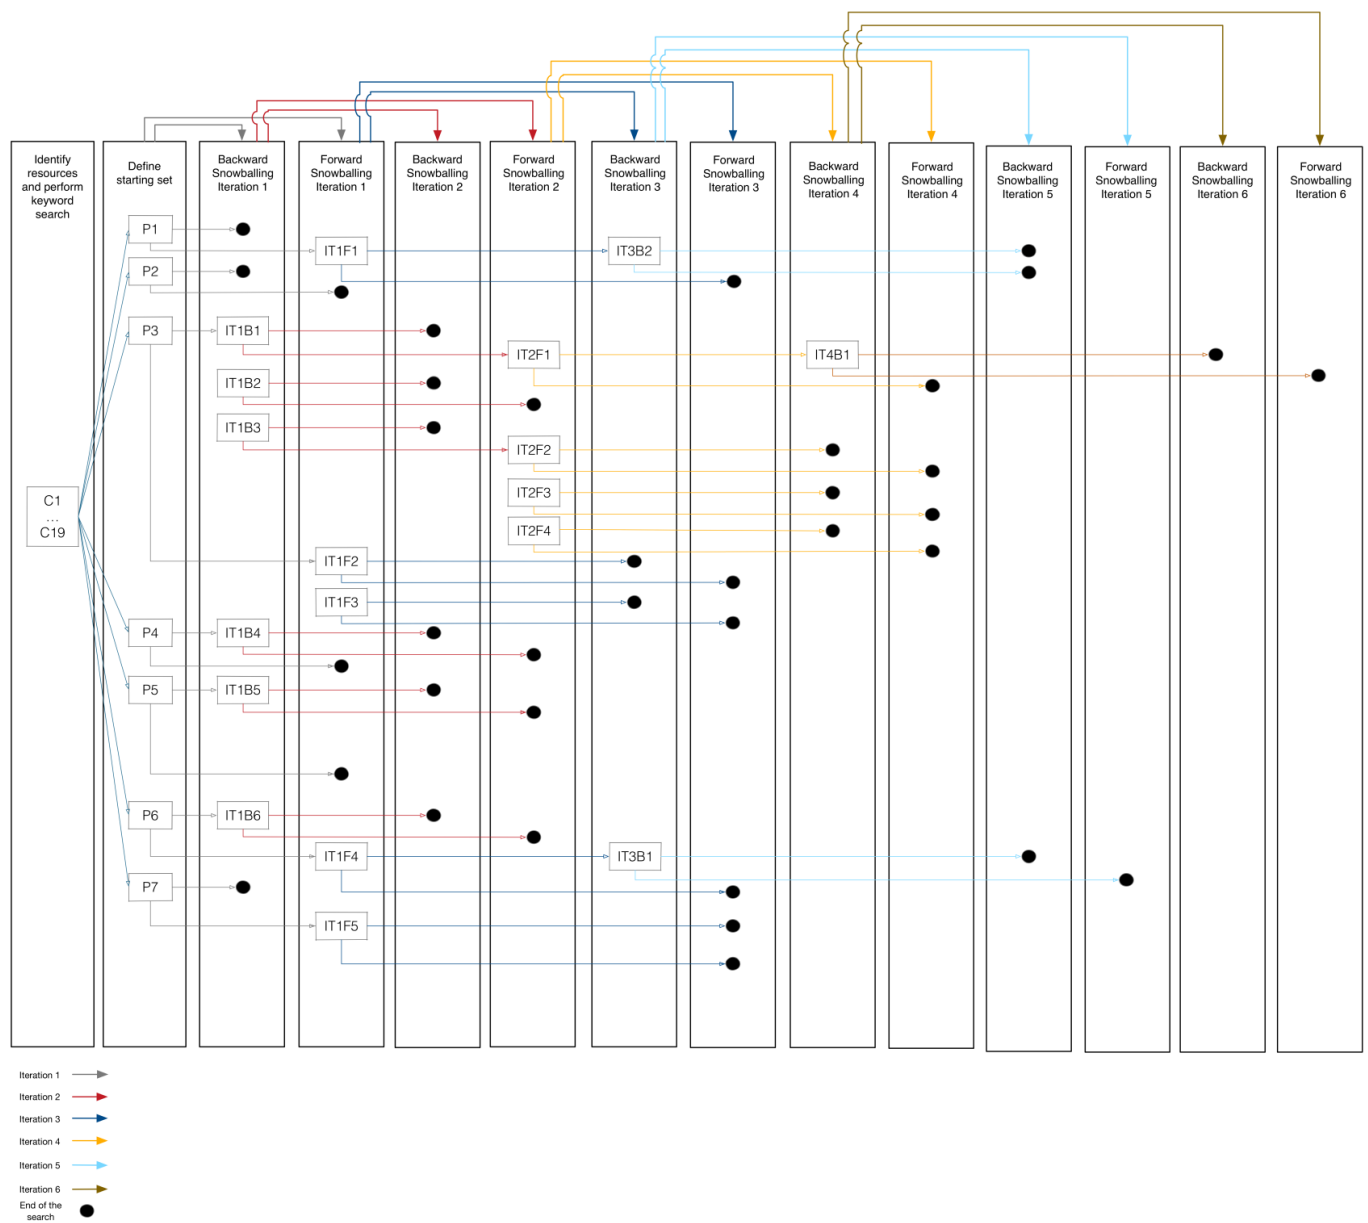 Identify
resources
and perform
keyword
search
Define
starting set
Backward
Snowballing
Iteration 1
Forward
Snowballing
Iteration 1
Backward
Snowballing
Iteration 2
Forward
Snowballing
Iteration 2
Backward
Snowballing
Iteration 3
Forward
Snowballing
Iteration 3
Backward
Snowballing
Iteration 4
Forward
Snowballing
Iteration 4
Backward
Snowballing
Iteration 5
Forward
Snowballing
Iteration 5
Backward
Snowballing
Iteration 6
Forward
Snowballing
Iteration 6
C1
...
C19
P1
P2
P3
P4
P5
P6
P7
IT1B1
IT1B2
IT1B3
IT1B4
IT1B5
IT1B6
IT1F1
IT1F2
IT1F3
IT1F4
IT1F5
IT2F1
IT2F2
IT2F3
IT2F4
IT3B2
IT3B1
IT4B1
Iteration 1
Iteration 2
Iteration 3
Iteration 4
Iteration 5
Iteration 6
End of the
search